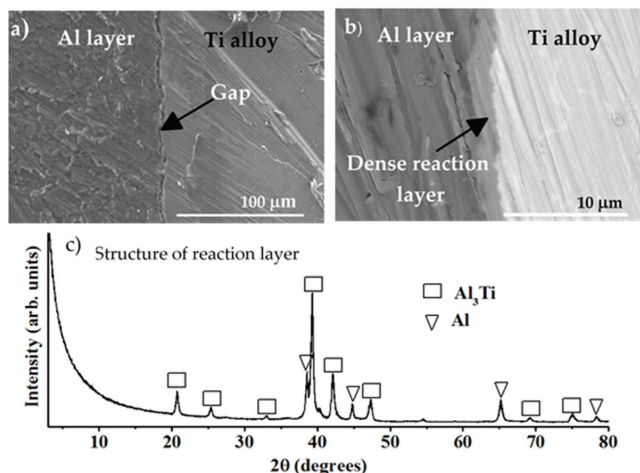 a)
Al layer
Ti alloy
Gap
100 µm
b)
Al layer
Ti alloy
Dense reaction
layer
10 µm
c)
Structure of reaction layer
Intensity (arb. units)
Al₃Ti
Al
10 20 30 40 50 60 70 80
2θ (degrees)